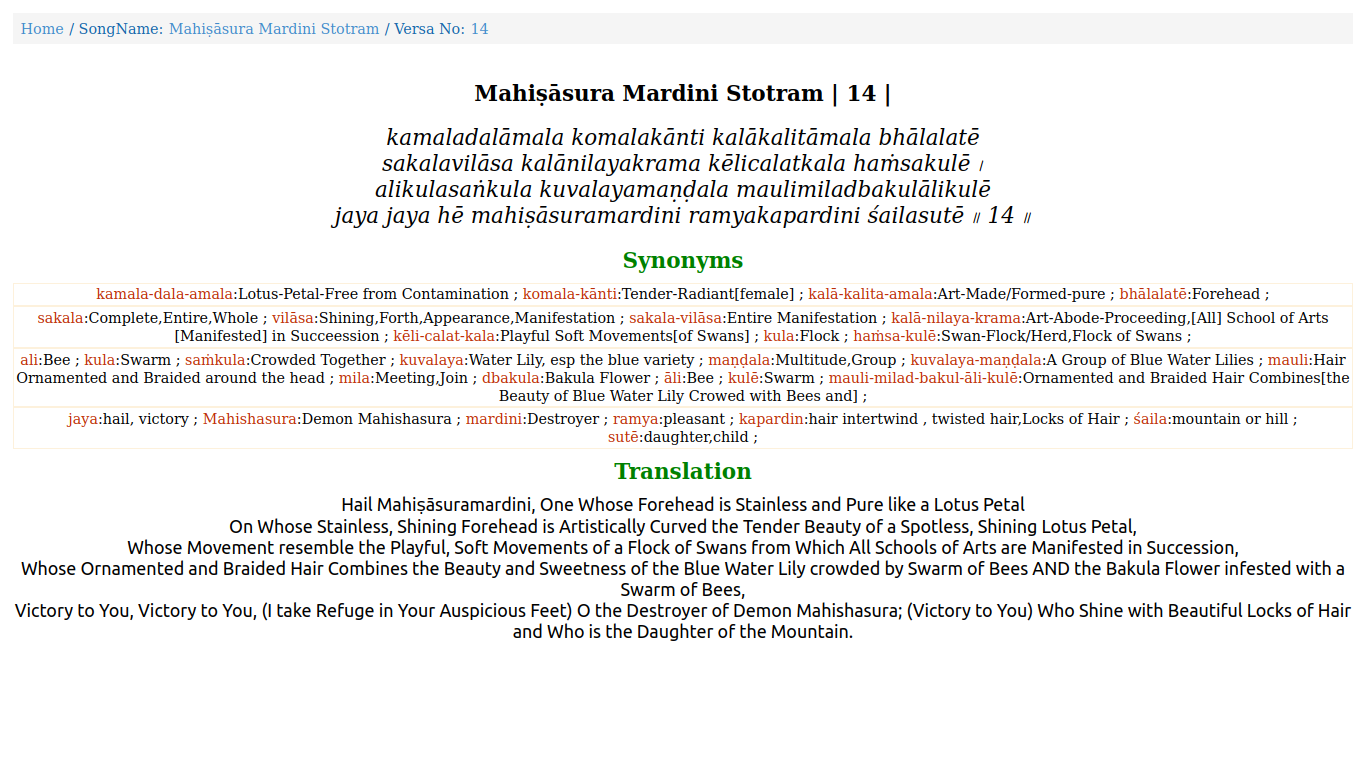 Home / SongName: Mahiṣāsura Mardini Stotram / Versa No: 14
Mahiṣāsura Mardini Stotram | 14 |
kamaladalāmala komalakānti kalākalitāmala bhālalatē
sakalavilāsa kalānilayakrama kēlicalatkala haṁsakulē ।
alikulasaṅkula kuvalayamaṇḍala maulimiladbakulālikulē
jaya jaya hē mahiṣāsuramardini ramyakapardini śailasutē ॥ 14 ॥
Synonyms
kamala-dala-amala:Lotus-Petal-Free from Contamination ; komala-kānti:Tender-Radiant[female] ; kalā-kalita-amala:Art-Made/Formed-pure ; bhālalatē:Forehead ;
sakala:Complete,Entire,Whole ; vilāsa:Shining,Forth,Appearance,Manifestation ; sakala-vilāsa:Entire Manifestation ; kalā-nilaya-krama:Art-Abode-Proceeding,[All] School of Arts
[Manifested] in Succeession ; kēli-calat-kala:Playful Soft Movements[of Swans] ; kula:Flock ; haṁsa-kulē:Swan-Flock/Herd,Flock of Swans ;
ali:Bee ; kula:Swarm ; saṁkula:Crowded Together ; kuvalaya:Water Lily, esp the blue variety ; maṇḍala:Multitude,Group ; kuvalaya-maṇḍala:A Group of Blue Water Lilies ; mauli:Hair
Ornamented and Braided around the head ; mila:Meeting,Join ; dbakula:Bakula Flower ; āli:Bee ; kulē:Swarm ; mauli-milad-bakul-āli-kulē:Ornamented and Braided Hair Combines[the
Beauty of Blue Water Lily Crowed with Bees and] ;
jaya:hail, victory ; Mahishasura:Demon Mahishasura ; mardini:Destroyer ; ramya:pleasant ; kapardin:hair intertwind , twisted hair,Locks of Hair ; śaila:mountain or hill ;
sutē:daughter,child ;
Translation
Hail Mahiṣāsuramardini, One Whose Forehead is Stainless and Pure like a Lotus Petal
On Whose Stainless, Shining Forehead is Artistically Curved the Tender Beauty of a Spotless, Shining Lotus Petal,
Whose Movement resemble the Playful, Soft Movements of a Flock of Swans from Which All Schools of Arts are Manifested in Succession,
Whose Ornamented and Braided Hair Combines the Beauty and Sweetness of the Blue Water Lily crowded by Swarm of Bees AND the Bakula Flower infested with a
Swarm of Bees,
Victory to You, Victory to You, (I take Refuge in Your Auspicious Feet) O the Destroyer of Demon Mahishasura; (Victory to You) Who Shine with Beautiful Locks of Hair
and Who is the Daughter of the Mountain.